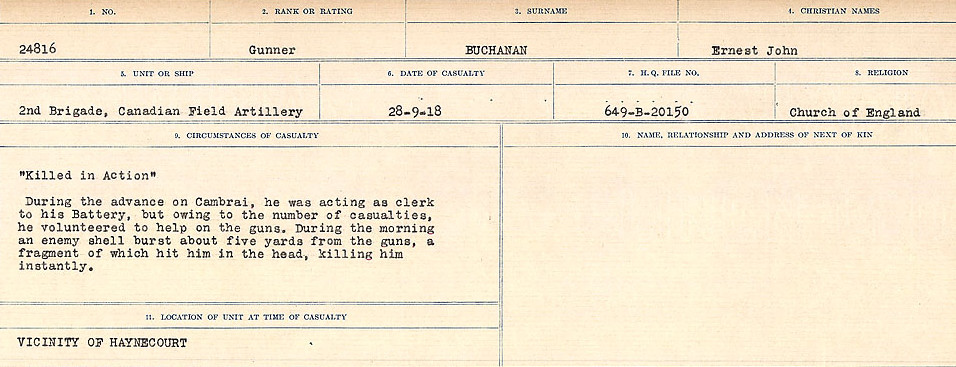 1. NO.
2. RANK OR RATING
3. SURNAME
4. CHRISTIAN NAMES
24816
Gunner
BUCHANAN
Ernest John
5. UNIT OR SHIP
6. DATE OF CASUALTY
7. H.Q. FILE NO.
8. RELIGION
2nd Brigade, Canadian Field Artillery
28-9-18
649-B-20150
Church of England
9. CIRCUMSTANCES OF CASUALTY
"Killed in Action"
During the advance on Cambrai, he was acting as clerk
to his Battery, but owing to the number of casualties,
he volunteered to help on the guns. During the morning
an enemy shell burst about five yards from the guns, a
fragment of which hit him in the head, killing him
instantly.
10. NAME, RELATIONSHIP AND ADDRESS OF NEXT OF KIN
11. LOCATION OF UNIT AT TIME OF CASUALTY
VICINITY OF HAYNECOURT